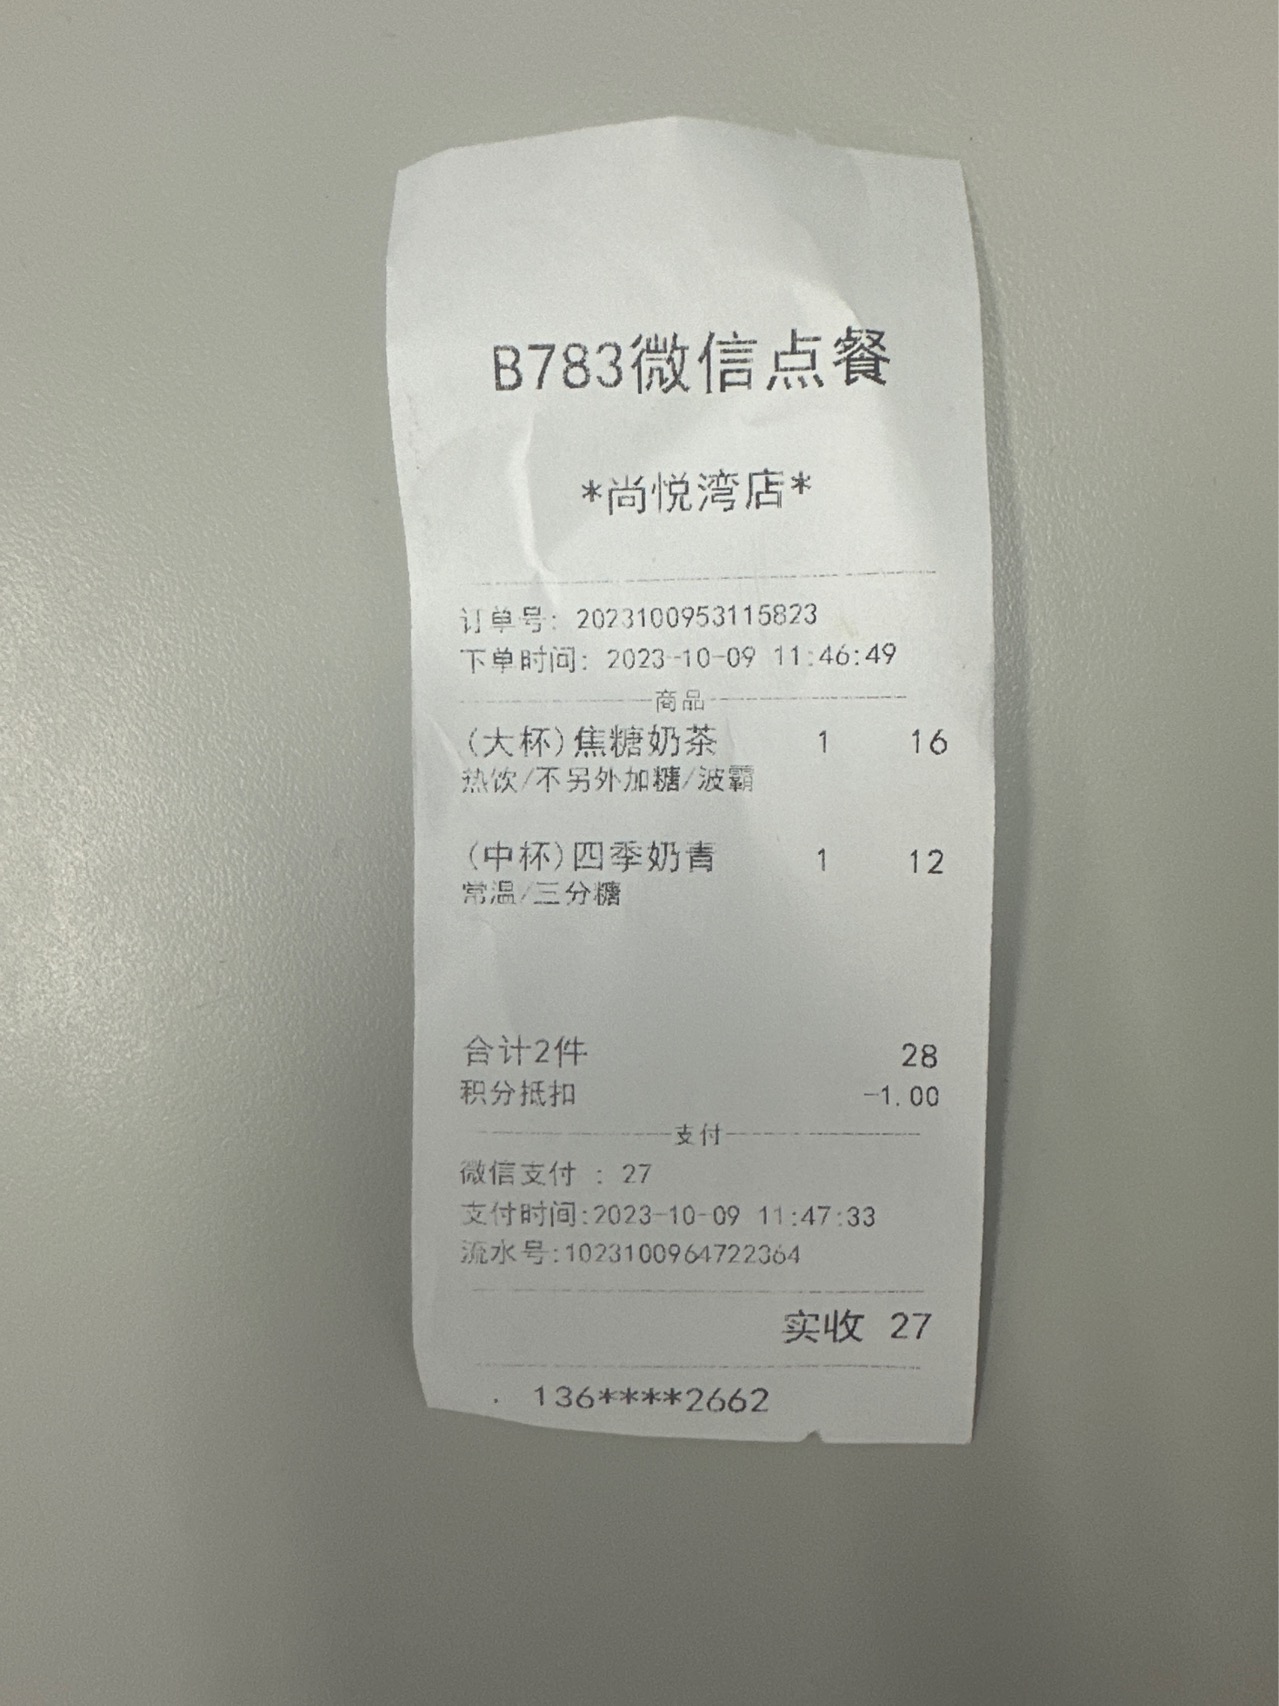 B783微信点餐
*尚悦湾店*
订单号: 2023100953115823
下单时间: 2023-10-09 11:46:49
商品
(大杯)焦糖奶茶 1 16
热饮/不另外加糖/波霸
(中杯)四季奶青 1 12
常温/三分糖
合计2件 28
积分抵扣 -1.00
支付
微信支付 : 27
支付时间:2023-10-09 11:47:33
流水号:1023100964722364
实收 27
136****2662